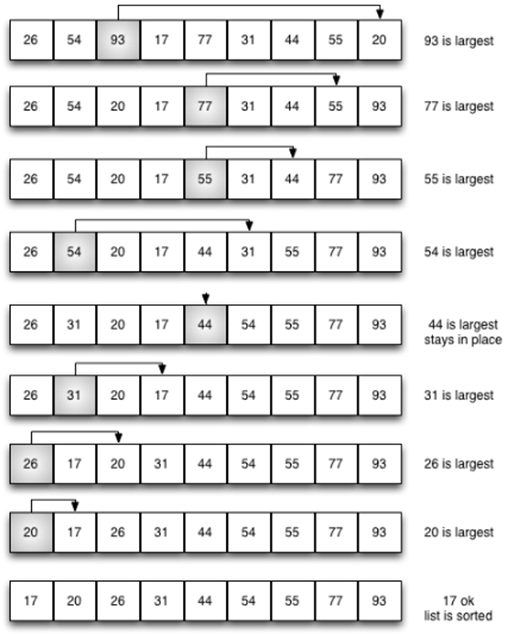 26 54 93 17 77 31 44 55 20 93 is largest
26 54 20 17 77 31 44 55 93 77 is largest
26 54 20 17 55 31 44 77 93 55 is largest
26 54 20 17 44 31 55 77 93 54 is largest
26 31 20 17 44 54 55 77 93 44 is largest
stays in place
26 31 20 17 44 54 55 77 93 31 is largest
26 17 20 31 44 54 55 77 93 26 is largest
20 17 26 31 44 54 55 77 93 20 is largest
17 20 26 31 44 54 55 77 93 17 ok
list is sorted